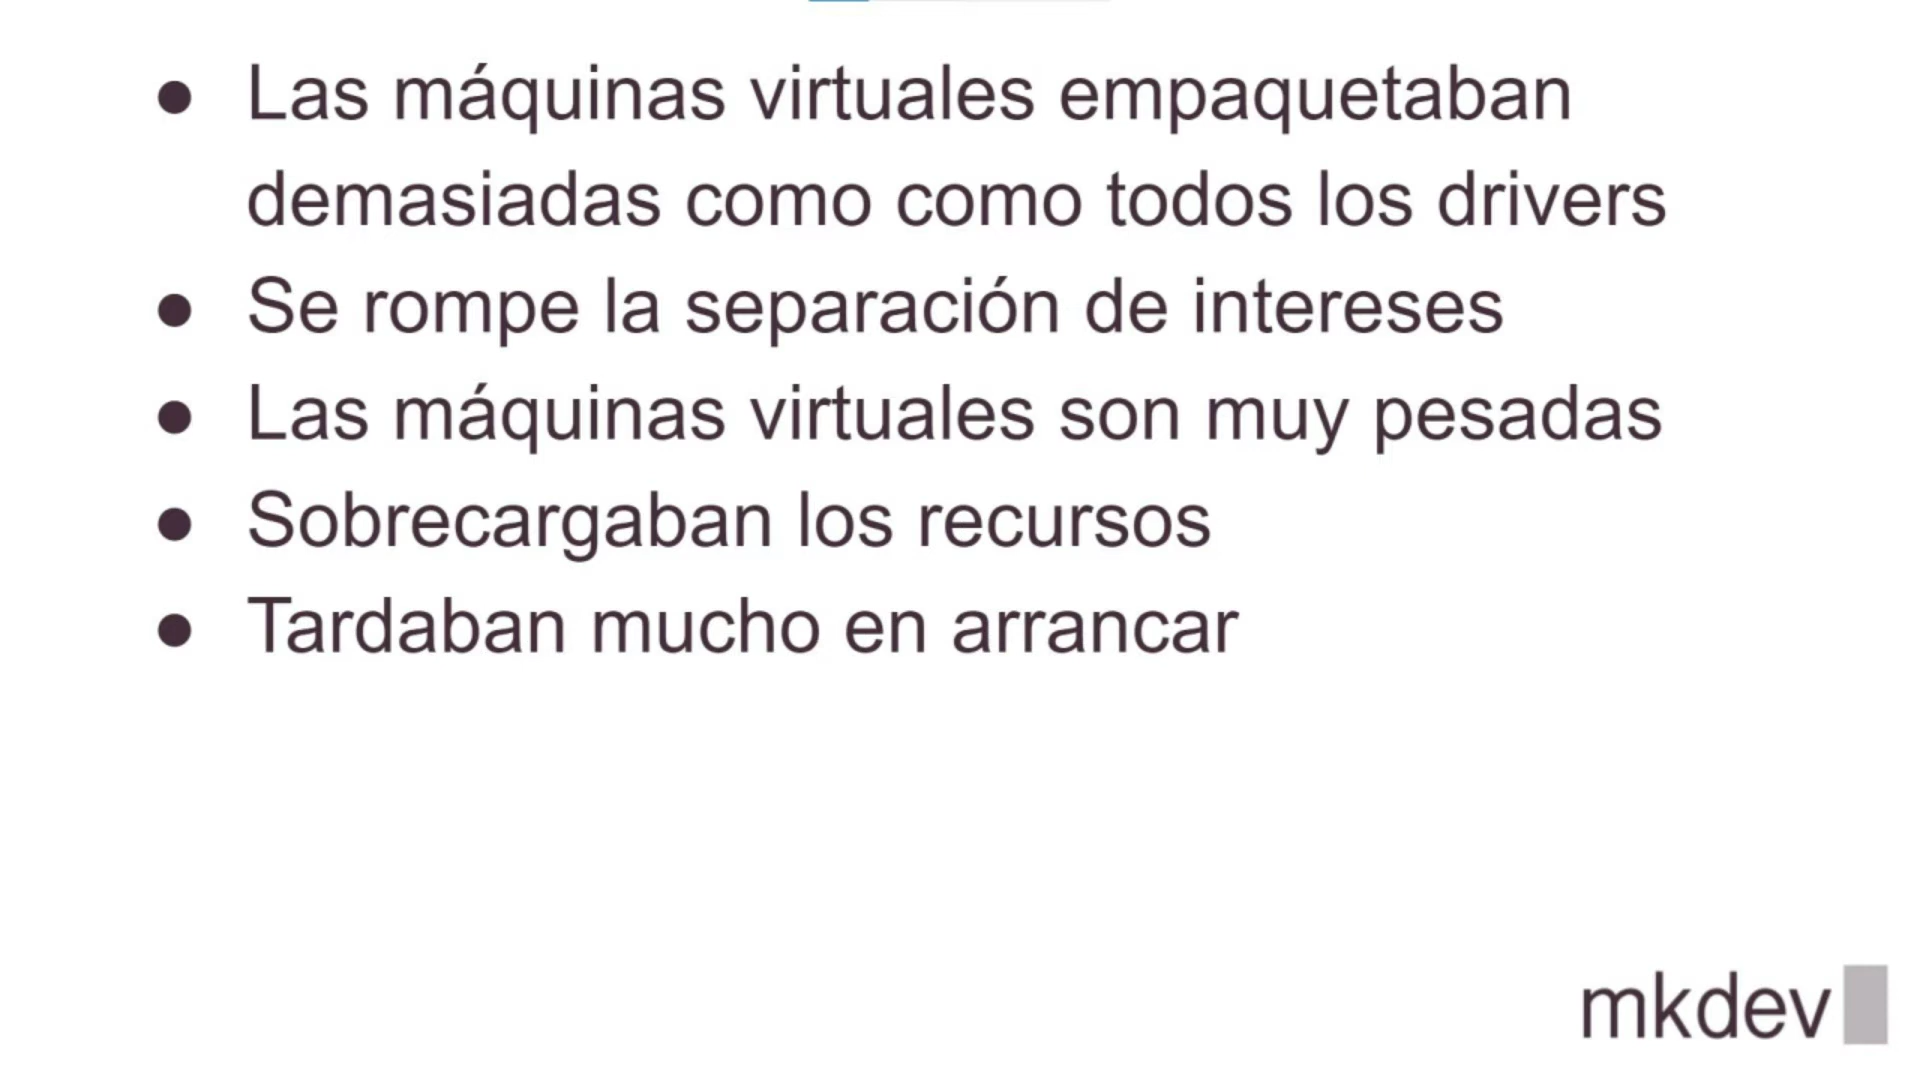 ● Las máquinas virtuales empaquetaban
demasiadas como como todos los drivers
● Se rompe la separación de intereses
● Las máquinas virtuales son muy pesadas
● Sobrecargaban los recursos
● Tardaban mucho en arrancar
mkdev